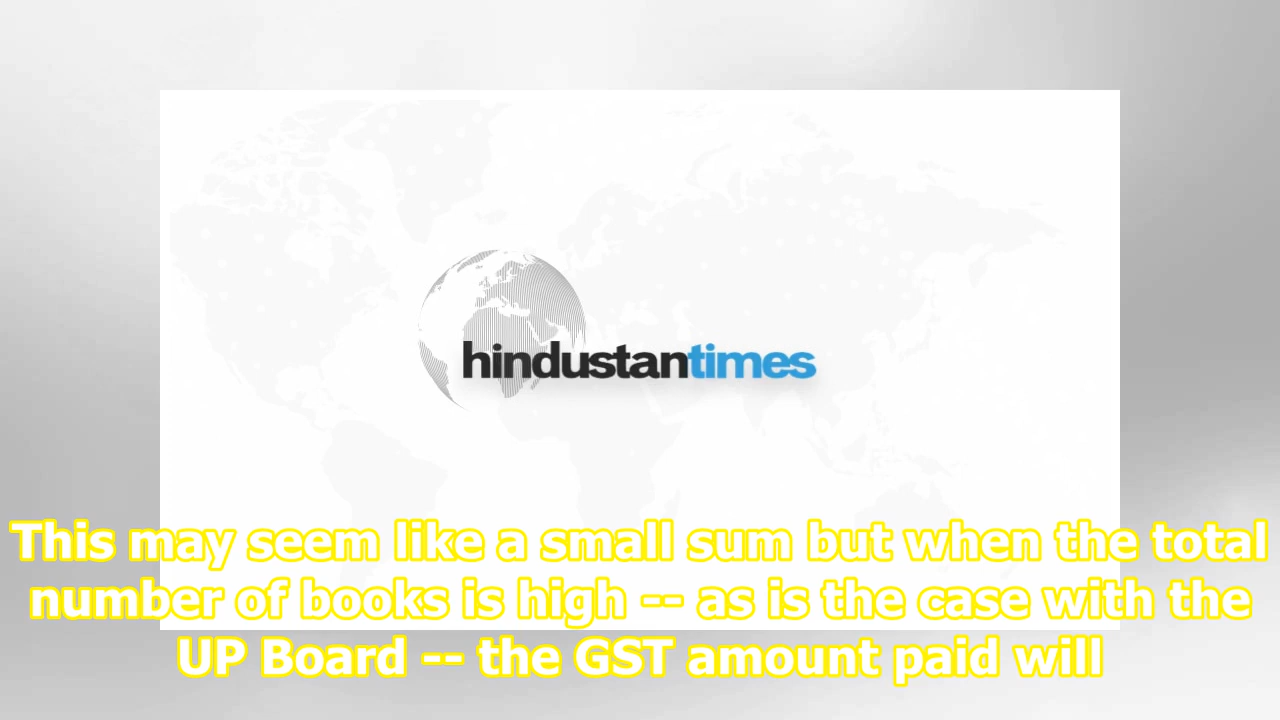 hindustantimes
This may seem like a small sum but when the total
number of books is high -- as is the case with the
UP Board -- the GST amount paid will